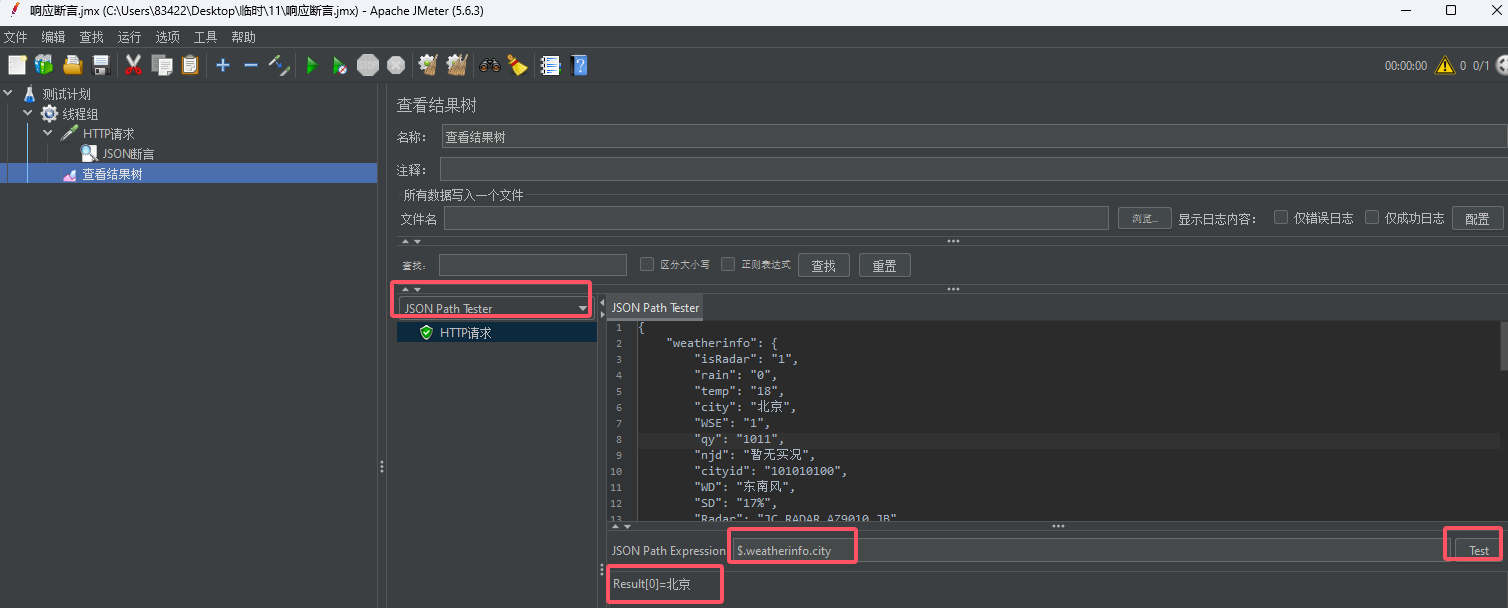 响应断言.jmx (C:\Users\83422\Desktop\临时\11\响应断言.jmx) - Apache JMeter (5.6.3)
文件 编辑 查找 运行 选项 工具 帮助
00:00:00 0 0/1
测试计划
线程组
HTTP请求
JSON断言
查看结果树
查看结果树
名称: 查看结果树
注释:
所有数据写入一个文件
文件名 浏览... 显示日志内容: 仅错误日志 仅成功日志 配置
查找: 区分大小写 正则表达式 查找 重置
JSON Path Tester
HTTP请求
JSON Path Tester
1 {
2 "weatherinfo": {
3 "isRadar": "1",
4 "rain": "0",
5 "temp": "18",
6 "city": "北京",
7 "WSE": "1",
8 "qy": "1011",
9 "njd": "暂无实况",
10 "cityid": "101010100",
11 "WD": "东南风",
12 "SD": "17%",
13 "Radar": "JC_RADAR_AZ9010_JB"
JSON Path Expression $.weatherinfo.city Test
Result[0]=北京